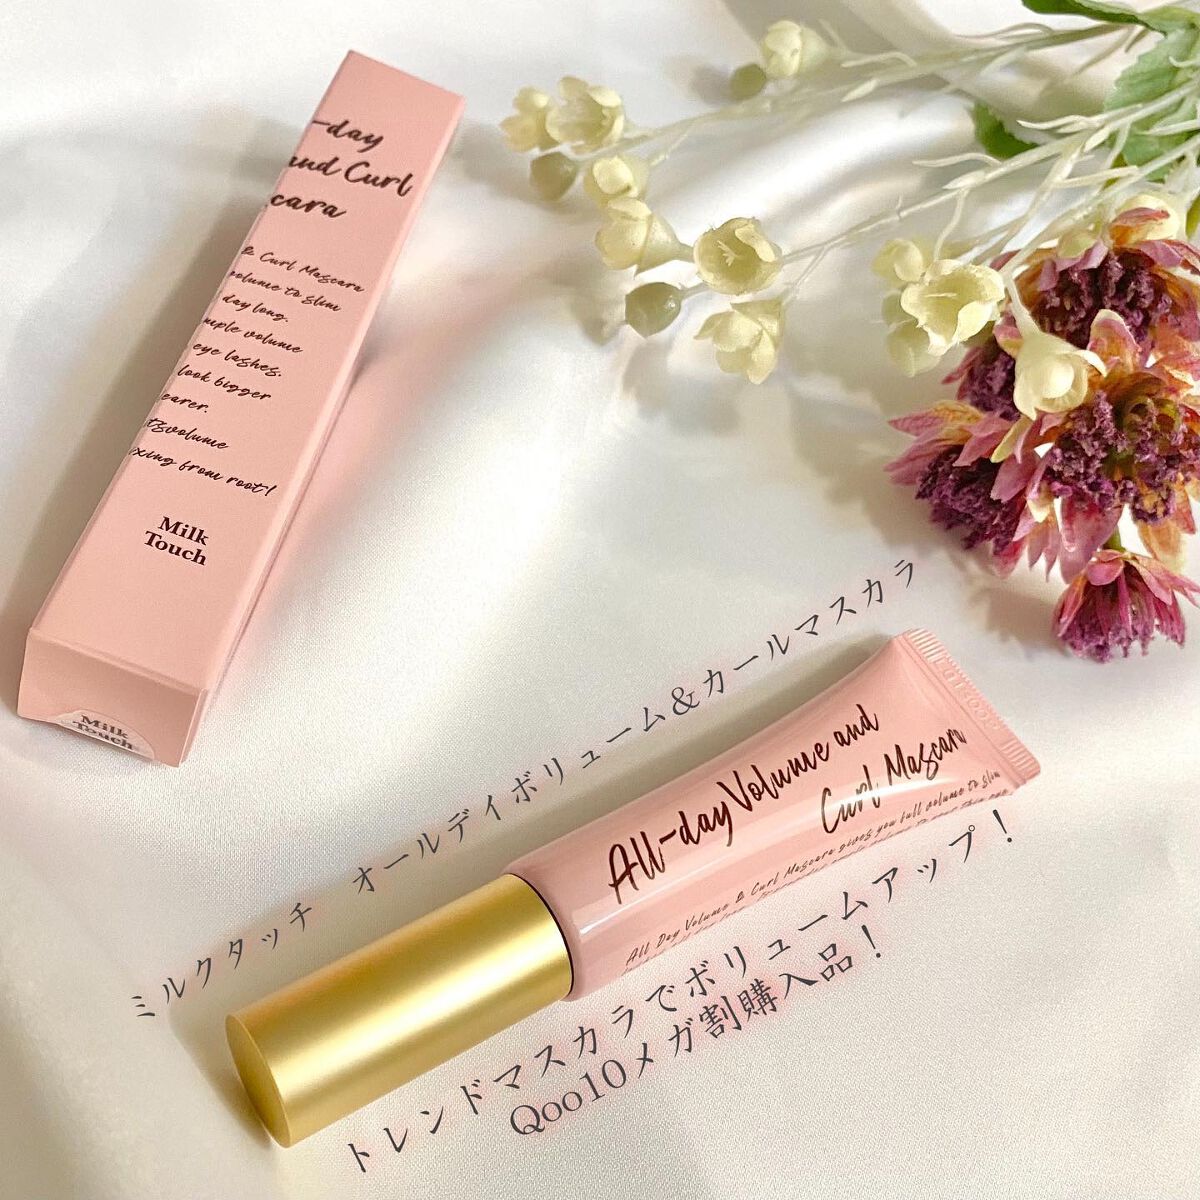 -day
and Curl
cara
& Curl Mascara
volume to slim
day long.
mple volume
eye lashes.
look bigger
earer.
volume
xing from root!
Milk
Touch
Milk
Touch
ミルクタッチ オールデイボリューム&カールマスカラ
All-day Volume and
Curl Mascara
All Day Volume & Curl Mascara gives you full volume to slim
トレンドマスカラでボリュームアップ！
Qoo10メガ割購入品！